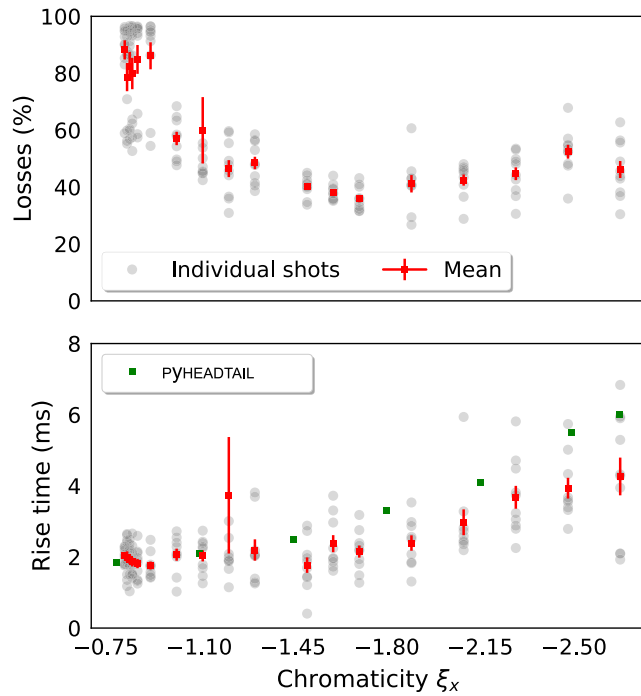 100
80
60
40
20
0
Losses (%)
Individual shots
Mean
8
6
4
2
0
Rise time (ms)
PYHEADTAIL
−0.75 −1.10 −1.45 −1.80 −2.15 −2.50
Chromaticity ξx